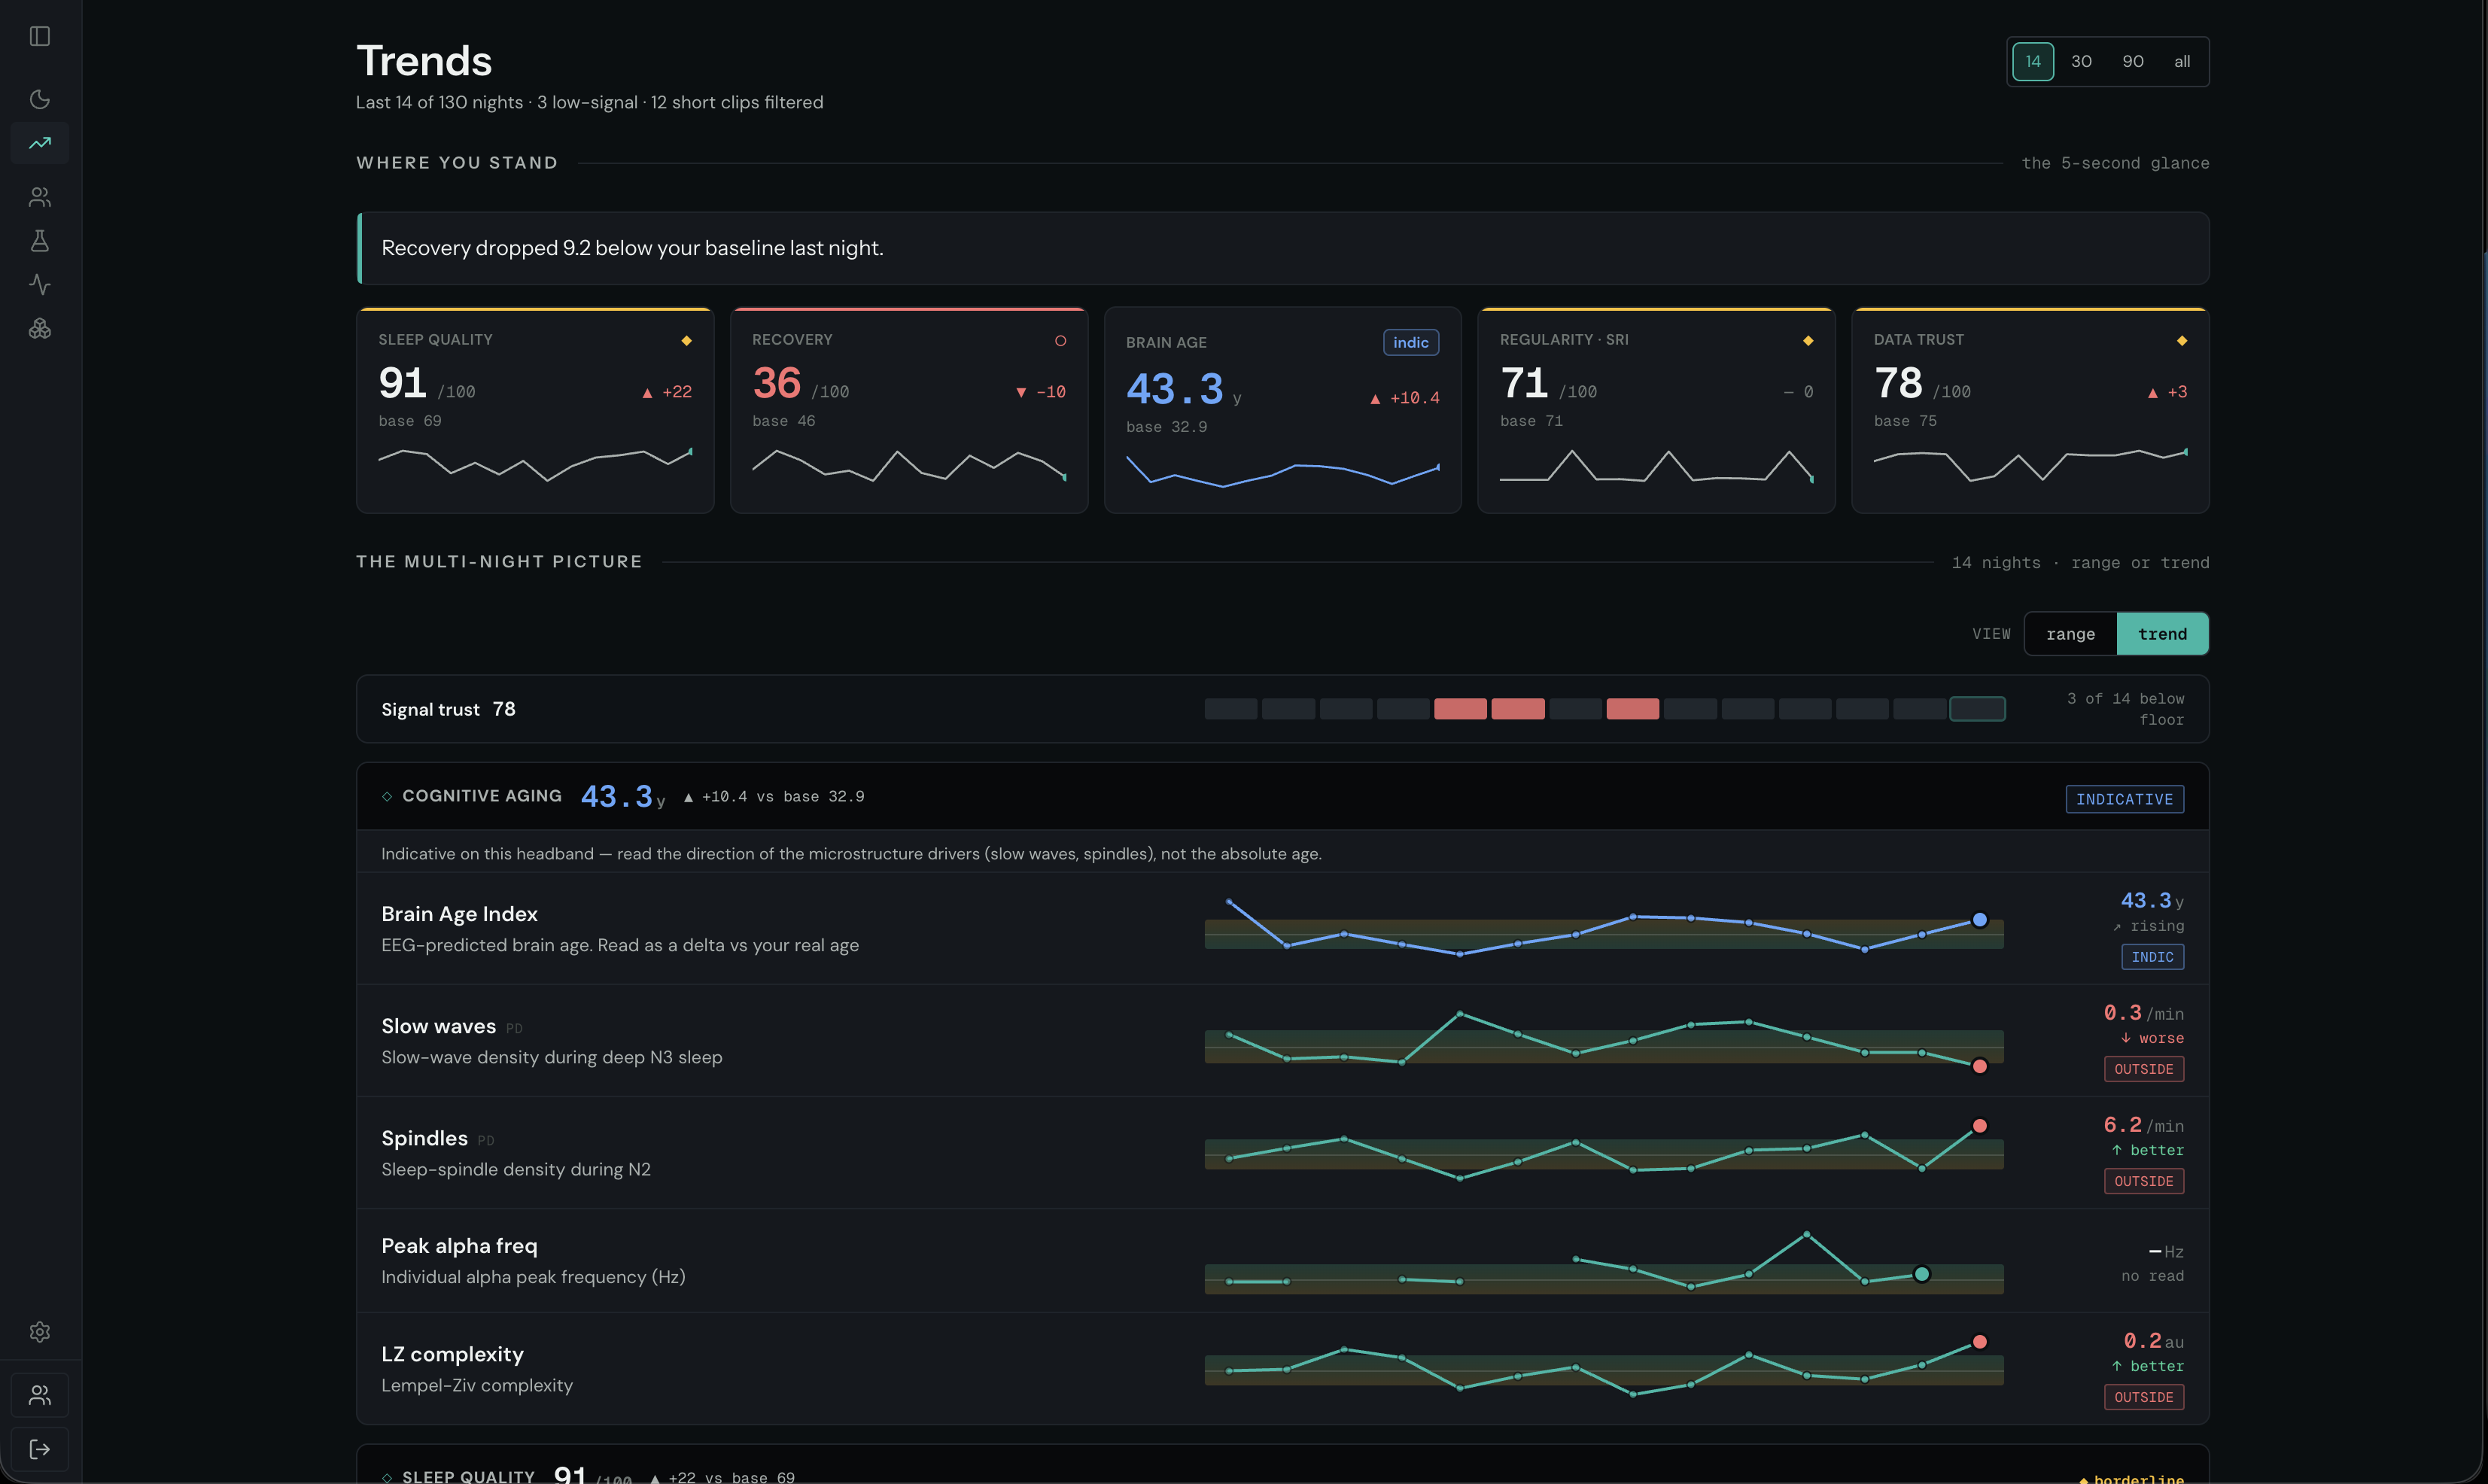 Trends
14 30 90 all
Last 14 of 130 nights · 3 low-signal · 12 short clips filtered
WHERE YOU STAND
the 5-second glance
Recovery dropped 9.2 below your baseline last night.
SLEEP QUALITY
91 /100 ▲ +22
base 69
RECOVERY
36 /100 ▼ −10
base 46
BRAIN AGE indic
43.3 y ▲ +10.4
base 32.9
REGULARITY · SRI
71 /100 — 0
base 71
DATA TRUST
78 /100 ▲ +3
base 75
THE MULTI-NIGHT PICTURE
14 nights · range or trend
VIEW range trend
Signal trust 78
3 of 14 below
floor
COGNITIVE AGING 43.3 y ▲ +10.4 vs base 32.9
INDICATIVE
Indicative on this headband — read the direction of the microstructure drivers (slow waves, spindles), not the absolute age.
Brain Age Index
EEG-predicted brain age. Read as a delta vs your real age
43.3 y
↗ rising
INDIC
Slow waves PD
Slow-wave density during deep N3 sleep
0.3 /min
↓ worse
OUTSIDE
Spindles PD
Sleep-spindle density during N2
6.2 /min
↑ better
OUTSIDE
Peak alpha freq
Individual alpha peak frequency (Hz)
— Hz
no read
LZ complexity
Lempel-Ziv complexity
0.2 au
↑ better
OUTSIDE
SLEEP QUALITY 91 /100 ▲ +22 vs base 69
◆ borderline